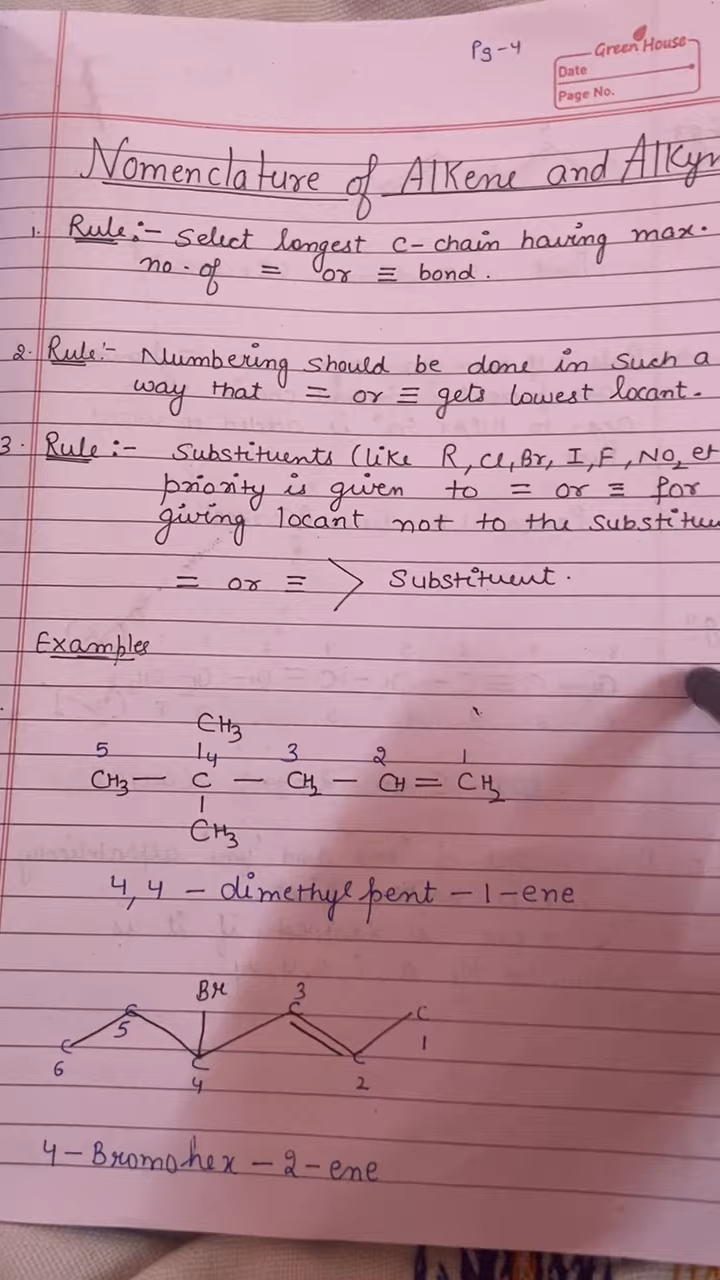 Pg-4
Green House
Date
Page No.
Nomenclature of Alkene and Alkyn
1. Rule:- Select longest C-chain having max.
no. of = or ≡ bond.
2. Rule:- Numbering should be done in such a
way that = or ≡ gets lowest locant.
3. Rule:- Substituents (like R, Cl, Br, I, F, NO2 et
priority is given to = or ≡ for
giving locant not to the substitue
= or ≡ > Substituent.
Examples
CH3
5 4 3 2 1
CH3 — C — CH2 — CH = CH2
CH3
4,4 - dimethyl pent - 1 - ene
Br 3
C C C
5 1
C C C
6 4 2
4 - Bromohex - 2 - ene